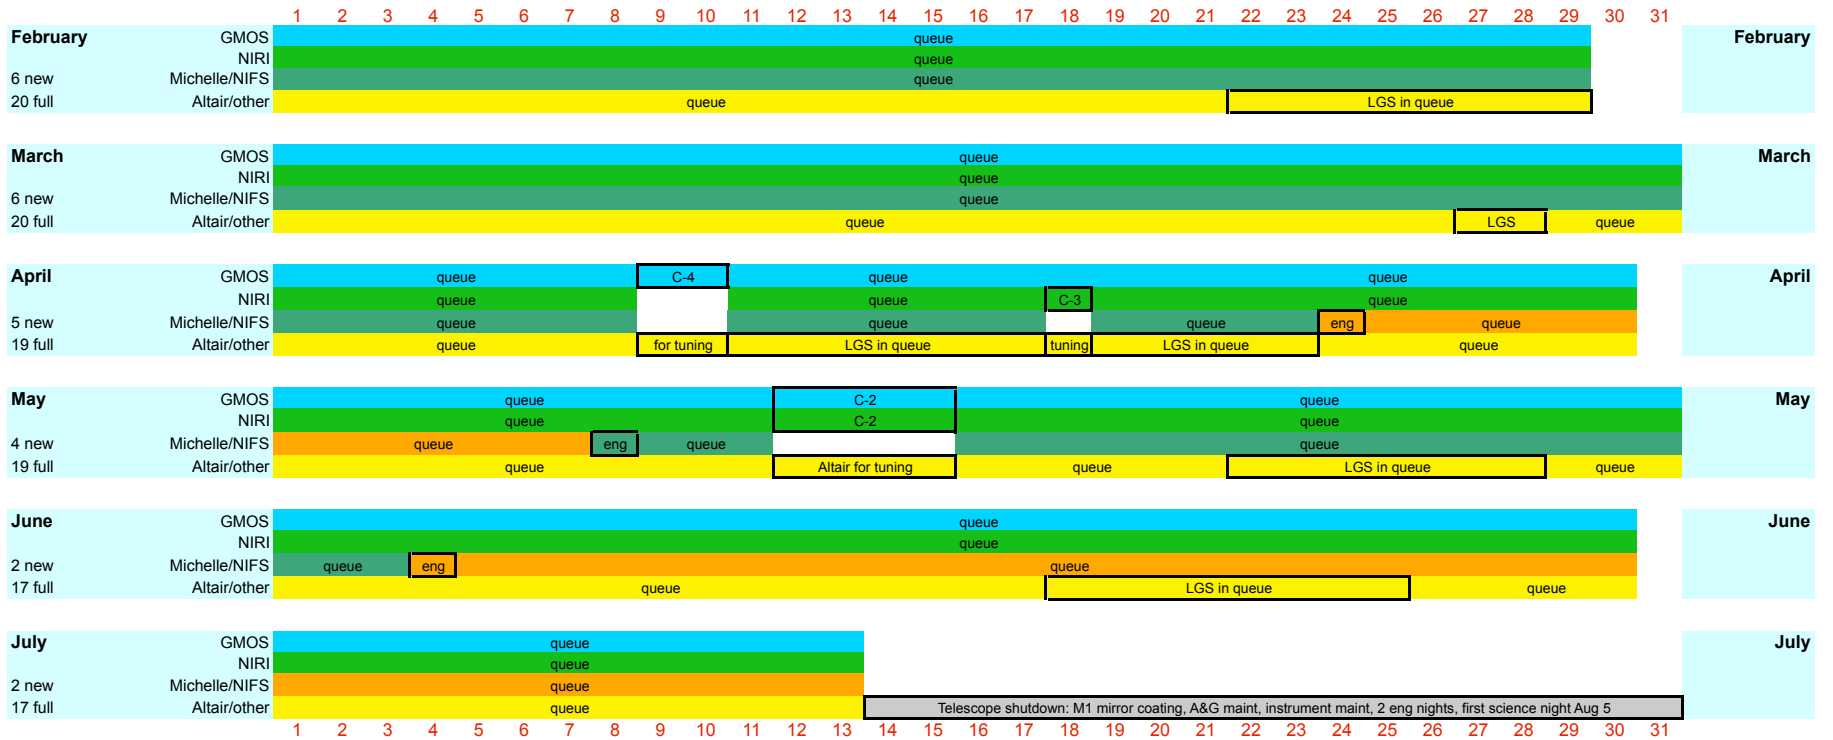 1 2 3 4 5 6 7 8 9 10 11 12 13 14 15 16 17 18 19 20 21 22 23 24 25 26 27 28 29 30 31
February GMOS queue February
NIRI queue
6 new Michelle/NIFS queue
20 full Altair/other queue LGS in queue
March GMOS queue March
NIRI queue
6 new Michelle/NIFS queue
20 full Altair/other queue LGS queue
April GMOS queue C-4 queue queue April
NIRI queue queue C-3 queue
5 new Michelle/NIFS queue queue queue eng queue
19 full Altair/other queue for tuning LGS in queue tuning LGS in queue queue
May GMOS queue C-2 queue May
NIRI queue C-2 queue
4 new Michelle/NIFS queue eng queue queue
19 full Altair/other queue Altair for tuning queue LGS in queue queue
June GMOS queue June
NIRI queue
2 new Michelle/NIFS queue eng queue
17 full Altair/other queue LGS in queue queue
July GMOS queue July
NIRI queue
2 new Michelle/NIFS queue
17 full Altair/other queue Telescope shutdown: M1 mirror coating, A&G maint, instrument maint, 2 eng nights, first science night Aug 5
1 2 3 4 5 6 7 8 9 10 11 12 13 14 15 16 17 18 19 20 21 22 23 24 25 26 27 28 29 30 31